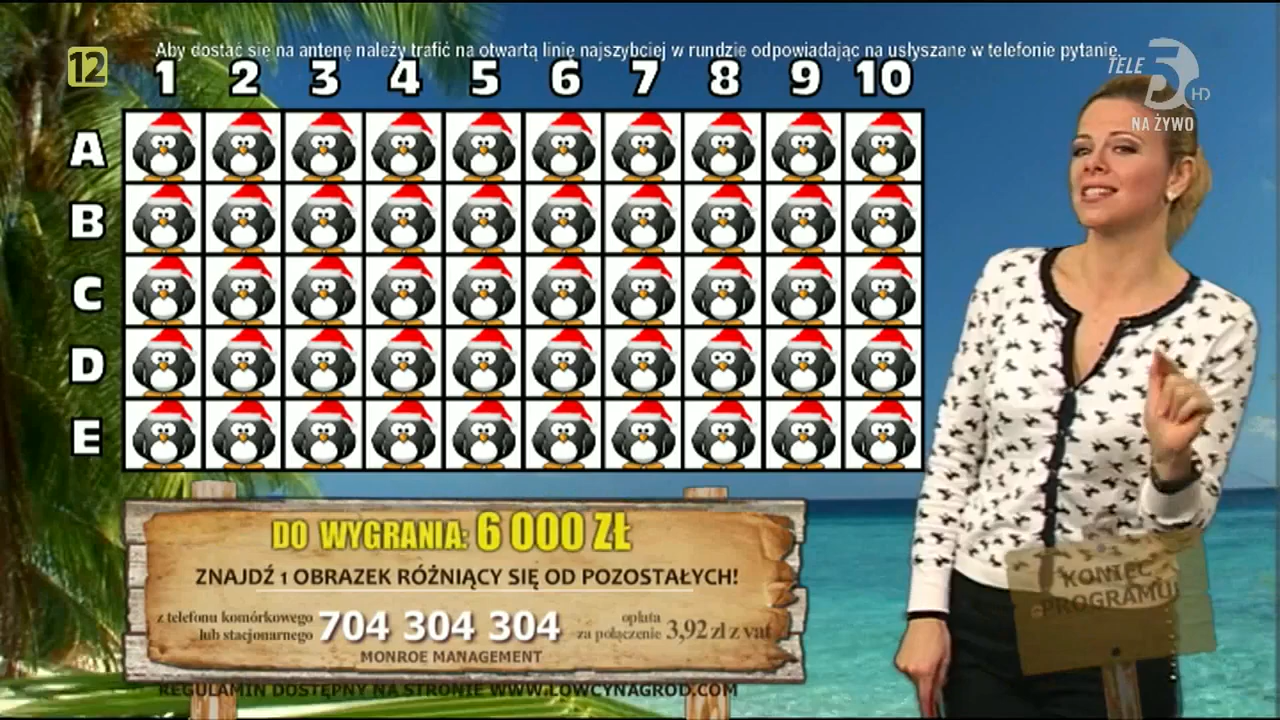 Aby dostać się na antenę należy trafić na otwartą linię najszybciej w rundzie odpowiadając na usłyszane w telefonie pytanie.
12
TELE 5 HD
NA ŻYWO
1 2 3 4 5 6 7 8 9 10
A
B
C
D
E
DO WYGRANIA: 6 000 ZŁ
ZNAJDŹ 1 OBRAZEK RÓŻNIĄCY SIĘ OD POZOSTAŁYCH!
z telefonu komórkowego
lub stacjonarnego
704 304 304
opłata
za połączenie 3,92 zł z vat
MONROE MANAGEMENT
REGULAMIN DOSTĘPNY NA STRONIE WWW.LOWCYNAGROD.COM
KONIEC
PROGRAMU